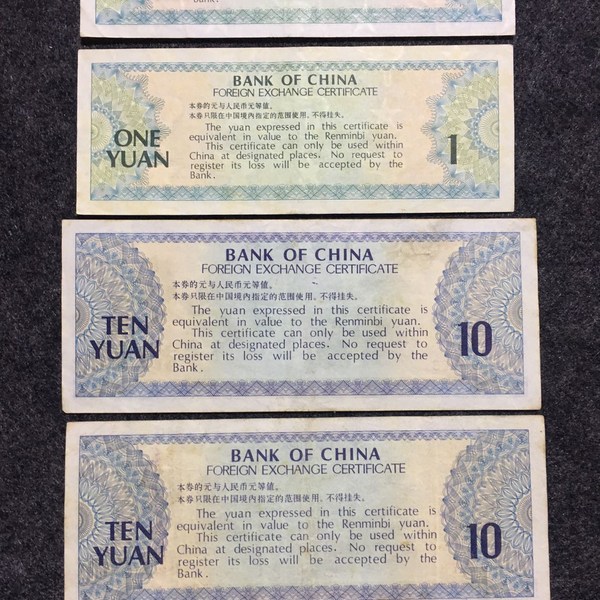 Bank.
BANK OF CHINA
FOREIGN EXCHANGE CERTIFICATE
本券的元与人民币元等值。
本券只限在中国境内指定的范围使用，不得挂失。
The yuan expressed in this certificate is
equivalent in value to the Renminbi yuan.
This certificate can only be used within
China at designated places. No request to
register its loss will be accepted by the
Bank.
ONE
YUAN
1
BANK OF CHINA
FOREIGN EXCHANGE CERTIFICATE
本券的元与人民币元等值。
本券只限在中国境内指定的范围使用，不得挂失。
The yuan expressed in this certificate is
equivalent in value to the Renminbi yuan.
This certificate can only be used within
China at designated places. No request to
register its loss will be accepted by the
Bank.
TEN
YUAN
10
BANK OF CHINA
FOREIGN EXCHANGE CERTIFICATE
本券的元与人民币元等值。
本券只限在中国境内指定的范围使用，不得挂失。
The yuan expressed in this certificate is
equivalent in value to the Renminbi yuan.
This certificate can only be used within
China at designated places. No request to
register its loss will be accepted by the
Bank.
TEN
YUAN
10